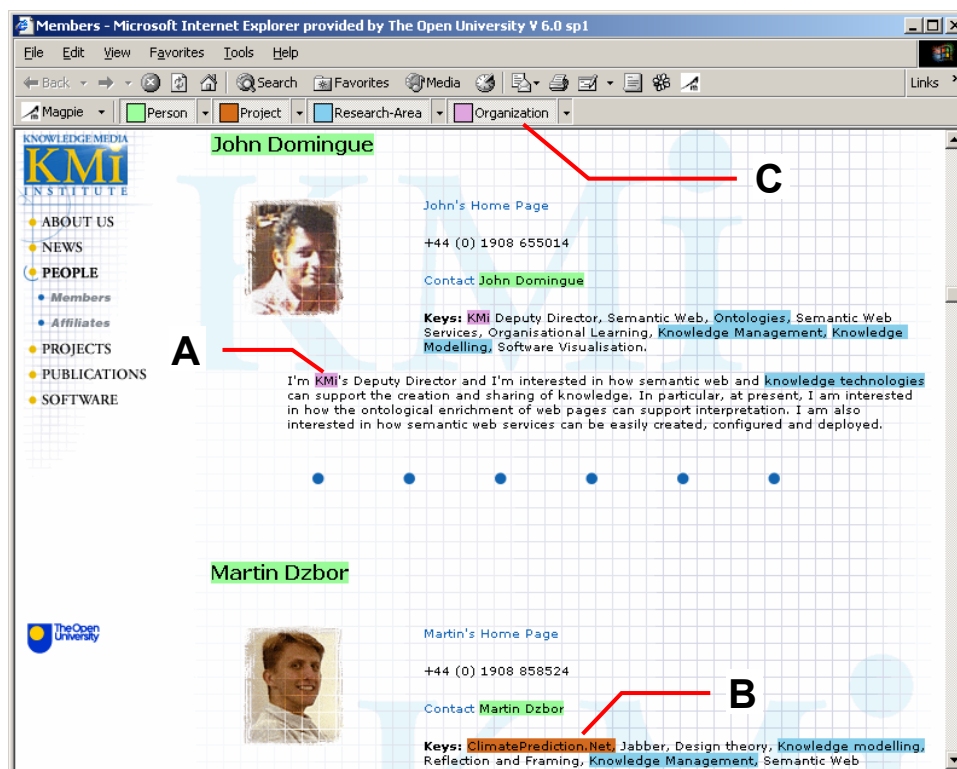 Members - Microsoft Internet Explorer provided by The Open University V 6.0 sp1
File Edit View Favorites Tools Help
Back Search Favorites Media Links »
Magpie Person Project Research-Area Organization
KNOWLEDGE MEDIA
KMi
INSTITUTE
ABOUT US
NEWS
PEOPLE
Members
Affiliates
PROJECTS
PUBLICATIONS
SOFTWARE
KMi
John Domingue
C
John's Home Page
+44 (0) 1908 655014
Contact John Domingue
Keys: KMi Deputy Director, Semantic Web, Ontologies, Semantic Web
Services, Organisational Learning, Knowledge Management, Knowledge
Modelling, Software Visualisation.
A
I'm KMi's Deputy Director and I'm interested in how semantic web and knowledge technologies
can support the creation and sharing of knowledge. In particular, at present, I am interested
in how the ontological enrichment of web pages can support interpretation. I am also
interested in how semantic web services can be easily created, configured and deployed.
Martin Dzbor
The Open
University
Martin's Home Page
+44 (0) 1908 858524
Contact Martin Dzbor
B
Keys: ClimatePrediction.Net, Jabber, Design theory, Knowledge modelling,
Reflection and Framing, Knowledge Management, Semantic Web
KMi